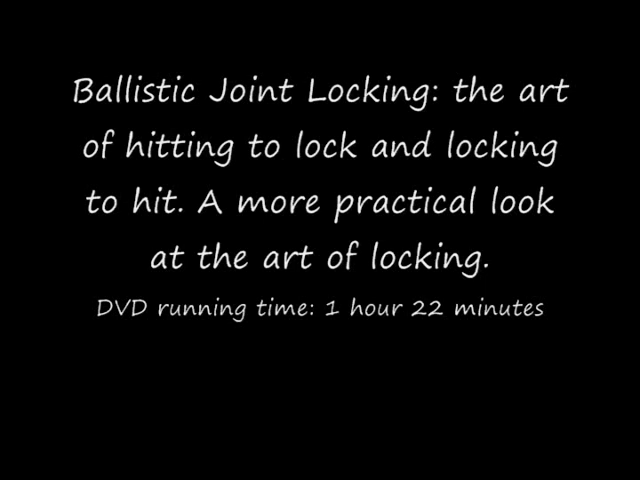 Ballistic Joint Locking: the art
of hitting to lock and locking
to hit. A more practical look
at the art of locking.
DVD running time: 1 hour 22 minutes